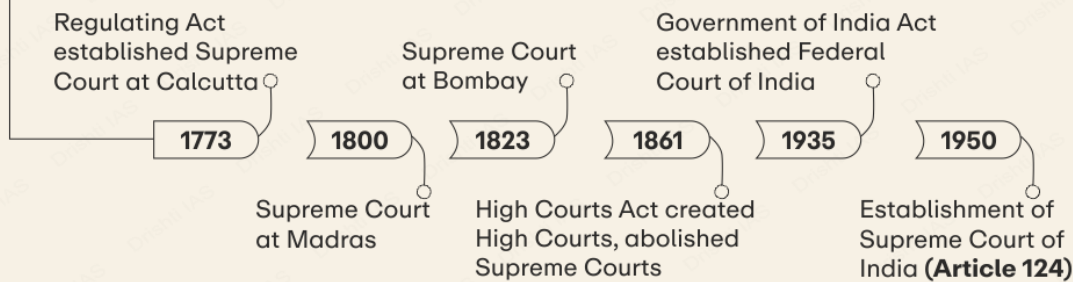 Regulating Act
established Supreme
Court at Calcutta
1773
1800
Supreme Court
at Madras
Supreme Court
at Bombay
1823
1861
High Courts Act created
High Courts, abolished
Supreme Courts
Government of India Act
established Federal
Court of India
1935
1950
Establishment of
Supreme Court of
India (Article 124)
Drishti IAS